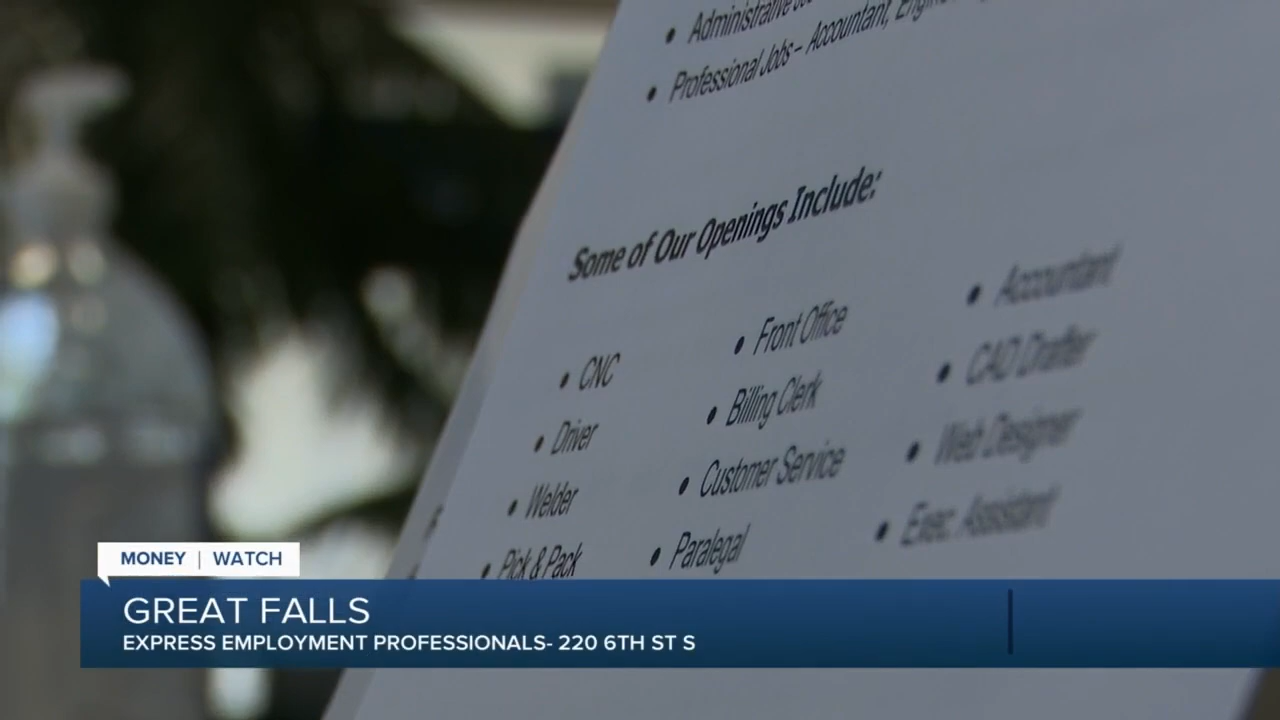 • Administrative
• Professional Jobs – Accountant,
Some of Our Openings Include:
• CNC
• Driver
• Welder
• Pick & Pack
• Front Office
• Billing Clerk
• Customer Service
• Paralegal
• Accountant
• CAD Drafter
• Web Designer
• Exec. Assistant
MONEY | WATCH
GREAT FALLS
EXPRESS EMPLOYMENT PROFESSIONALS- 220 6TH ST S